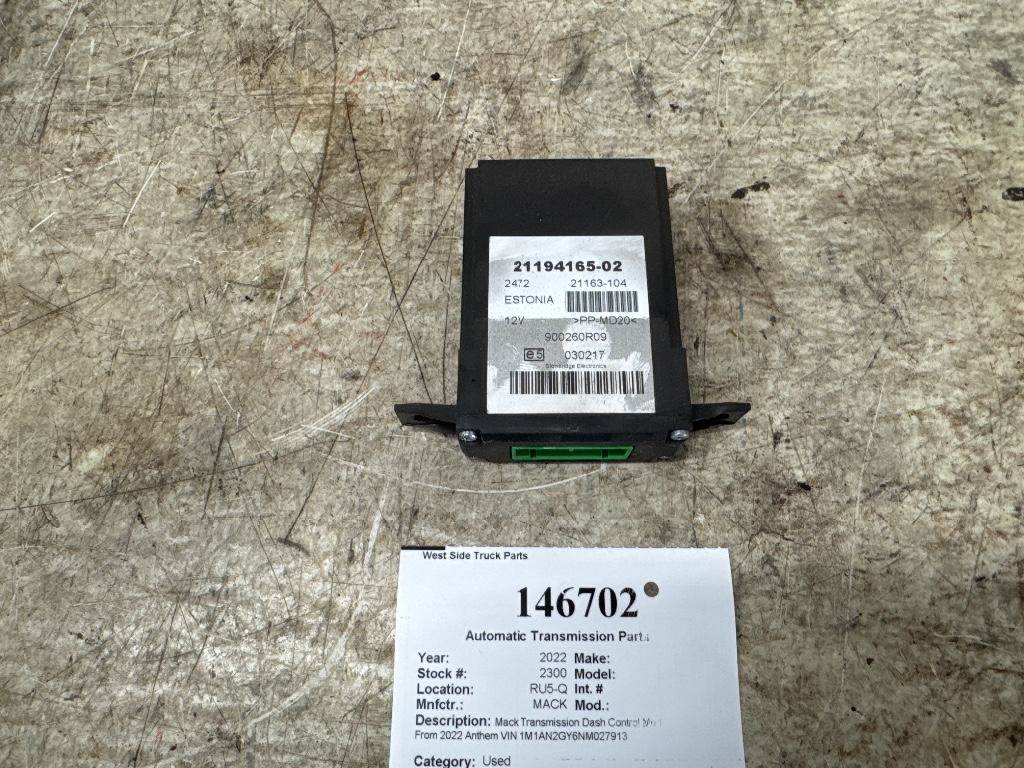 21194165-02
2472 21163-104
ESTONIA
12V >PP-MD20<
900260R09
e5 030217
Stoneridge Electronics
West Side Truck Parts
146702
Automatic Transmission Parts
Year: 2022 Make:
Stock #: 2300 Model:
Location: RU5-Q Int. #
Mnfctr.: MACK Mod.:
Description: Mack Transmission Dash Control
From 2022 Anthem VIN 1M1AN2GY6NM027913
Category: Used